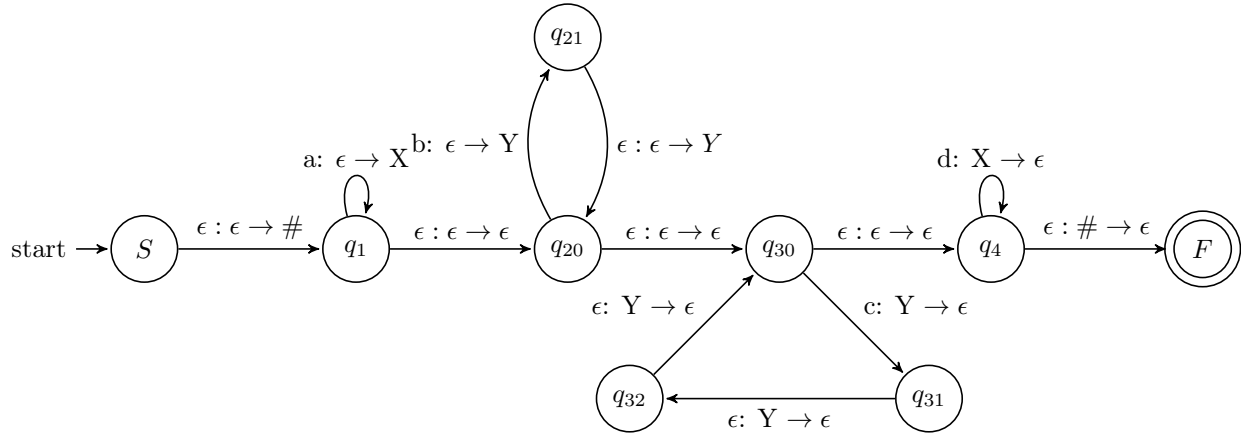 q₂₁
b: ϵ → Y
ϵ : ϵ → Y
a: ϵ → X
d: X → ϵ
start
S
ϵ : ϵ → #
q₁
ϵ : ϵ → ϵ
q₂₀
ϵ : ϵ → ϵ
q₃₀
ϵ : ϵ → ϵ
q₄
ϵ : # → ϵ
F
ϵ: Y → ϵ
c: Y → ϵ
q₃₂
ϵ: Y → ϵ
q₃₁